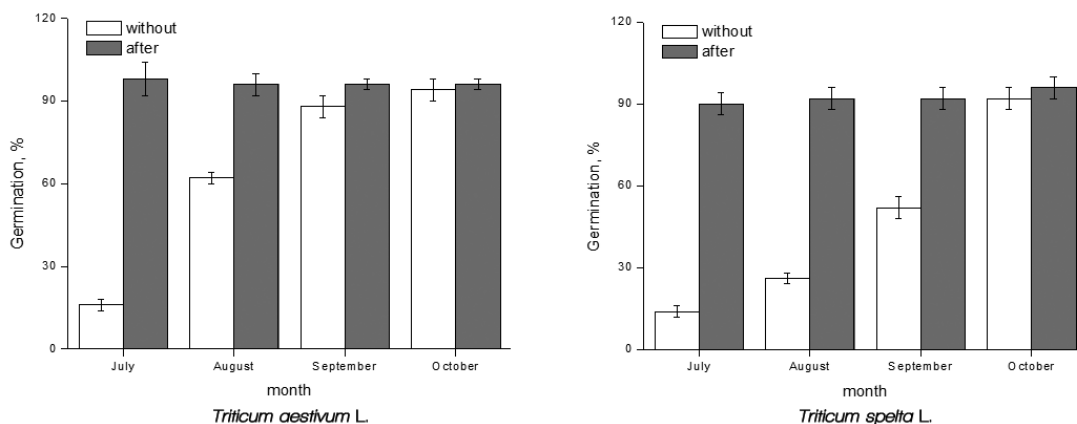 120
90
60
30
0
Germination, %
without
after
July August September October
month
Triticum aestivum L.
120
90
60
30
0
Germination, %
without
after
July August September October
month
Triticum spelta L.